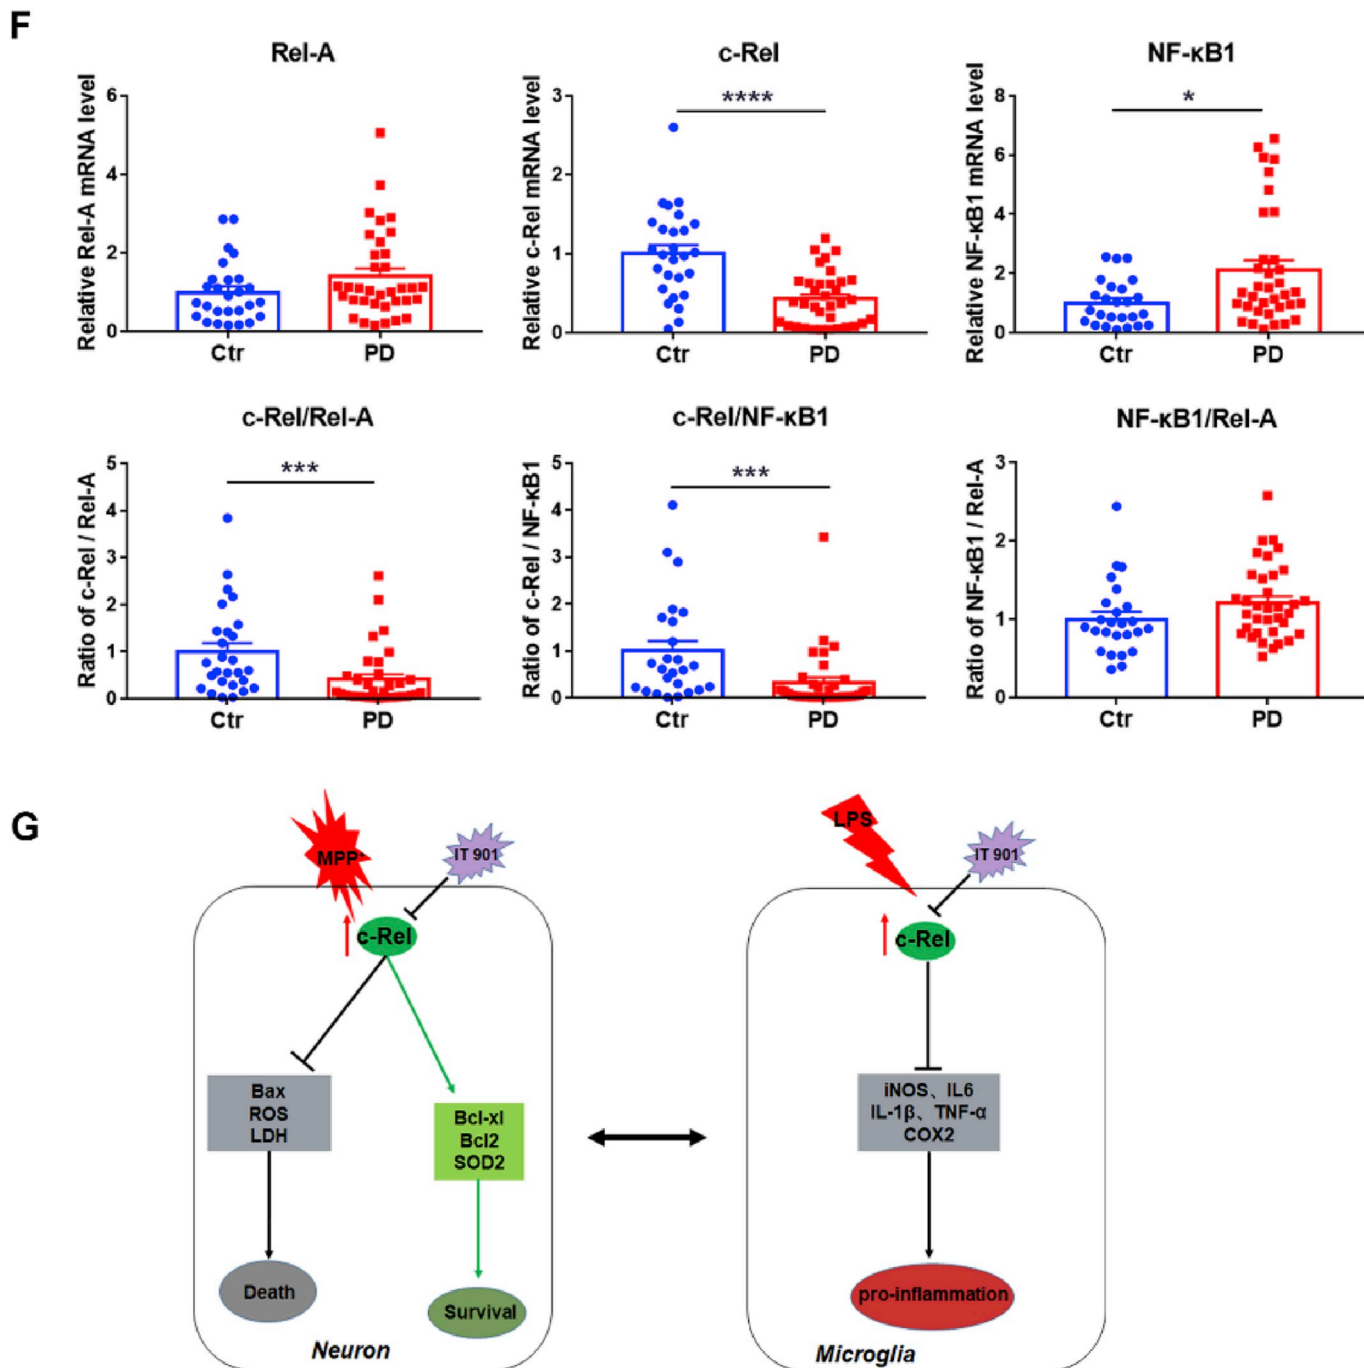 F
Rel-A
Relative Rel-A mRNA level
6
4
2
0
Ctr
PD
c-Rel
Relative c-Rel mRNA level
3
2
1
0
****
Ctr
PD
NF-κB1
Relative NF-κB1 mRNA level
8
6
4
2
0
*
Ctr
PD
c-Rel/Rel-A
Ratio of c-Rel / Rel-A
5
4
3
2
1
0
***
Ctr
PD
c-Rel/NF-κB1
Ratio of c-Rel / NF-κB1
5
4
3
2
1
0
***
Ctr
PD
NF-κB1/Rel-A
Ratio of NF-κB1 / Rel-A
3
2
1
0
Ctr
PD
G
MPP⁺
IT 901
c-Rel
Bax
ROS
LDH
Bcl-xl
Bcl2
SOD2
Death
Survival
Neuron
LPS
IT 901
c-Rel
iNOS、IL6
IL-1β、TNF-α
COX2
pro-inflammation
Microglia